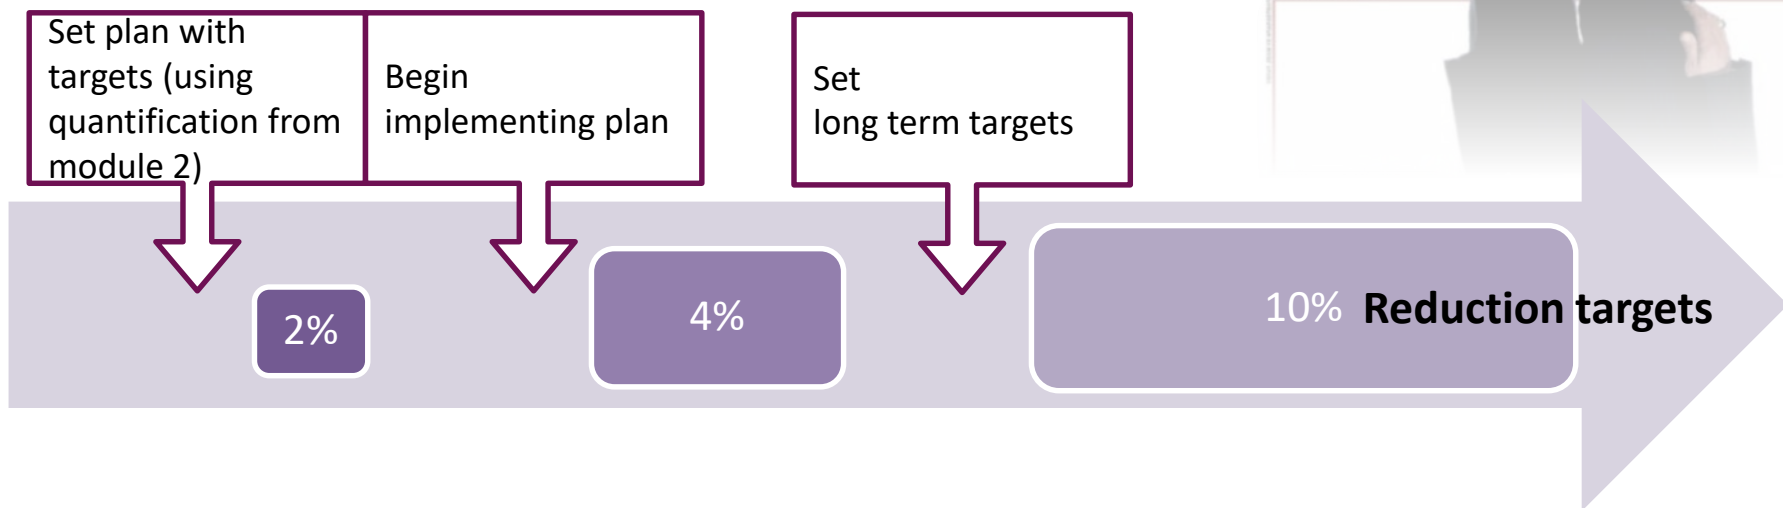 Set plan with
targets (using
quantification from
module 2)
Begin
implementing plan
Set
long term targets
2%
4%
10%
Reduction targets